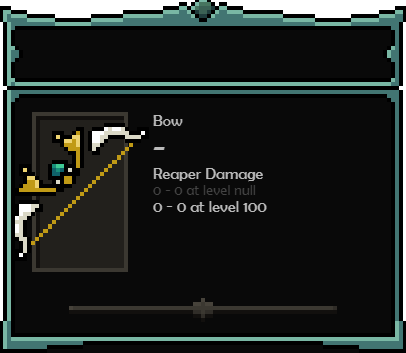 Bow
–
Reaper Damage
0 - 0 at level null
0 - 0 at level 100